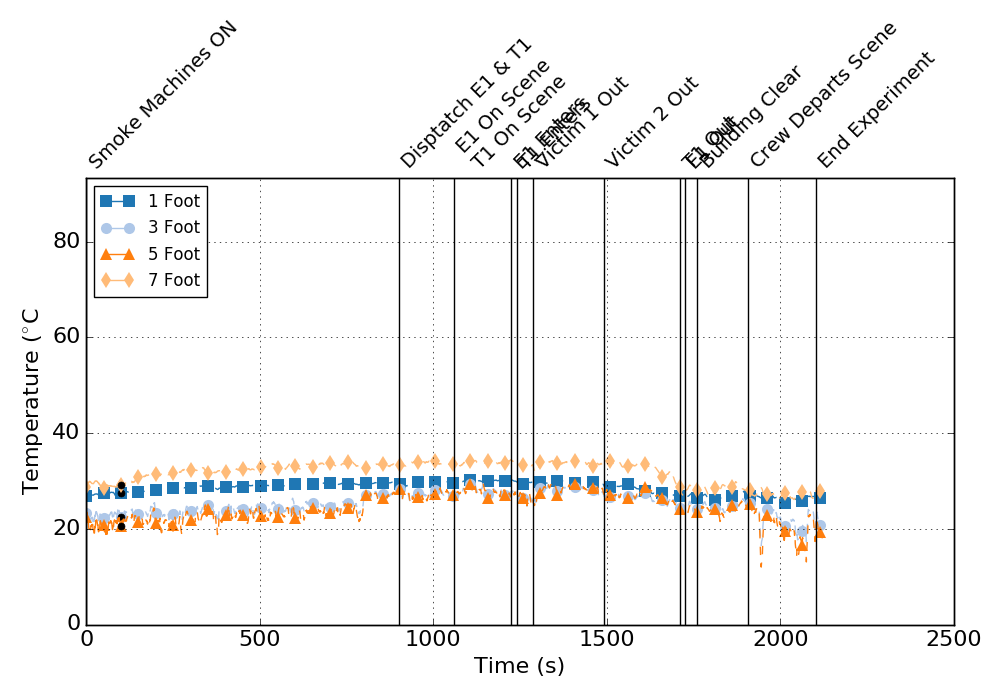 Smoke Machines ON
Disptatch E1 & T1
E1 On Scene
T1 On Scene
E1 Enters
T1 Enters
Victim 1 Out
Victim 2 Out
T1 Out
E1 Out
Building Clear
Crew Departs Scene
End Experiment
1 Foot
3 Foot
5 Foot
7 Foot
80
60
40
20
0
Temperature (°C
0 500 1000 1500 2000 2500
Time (s)